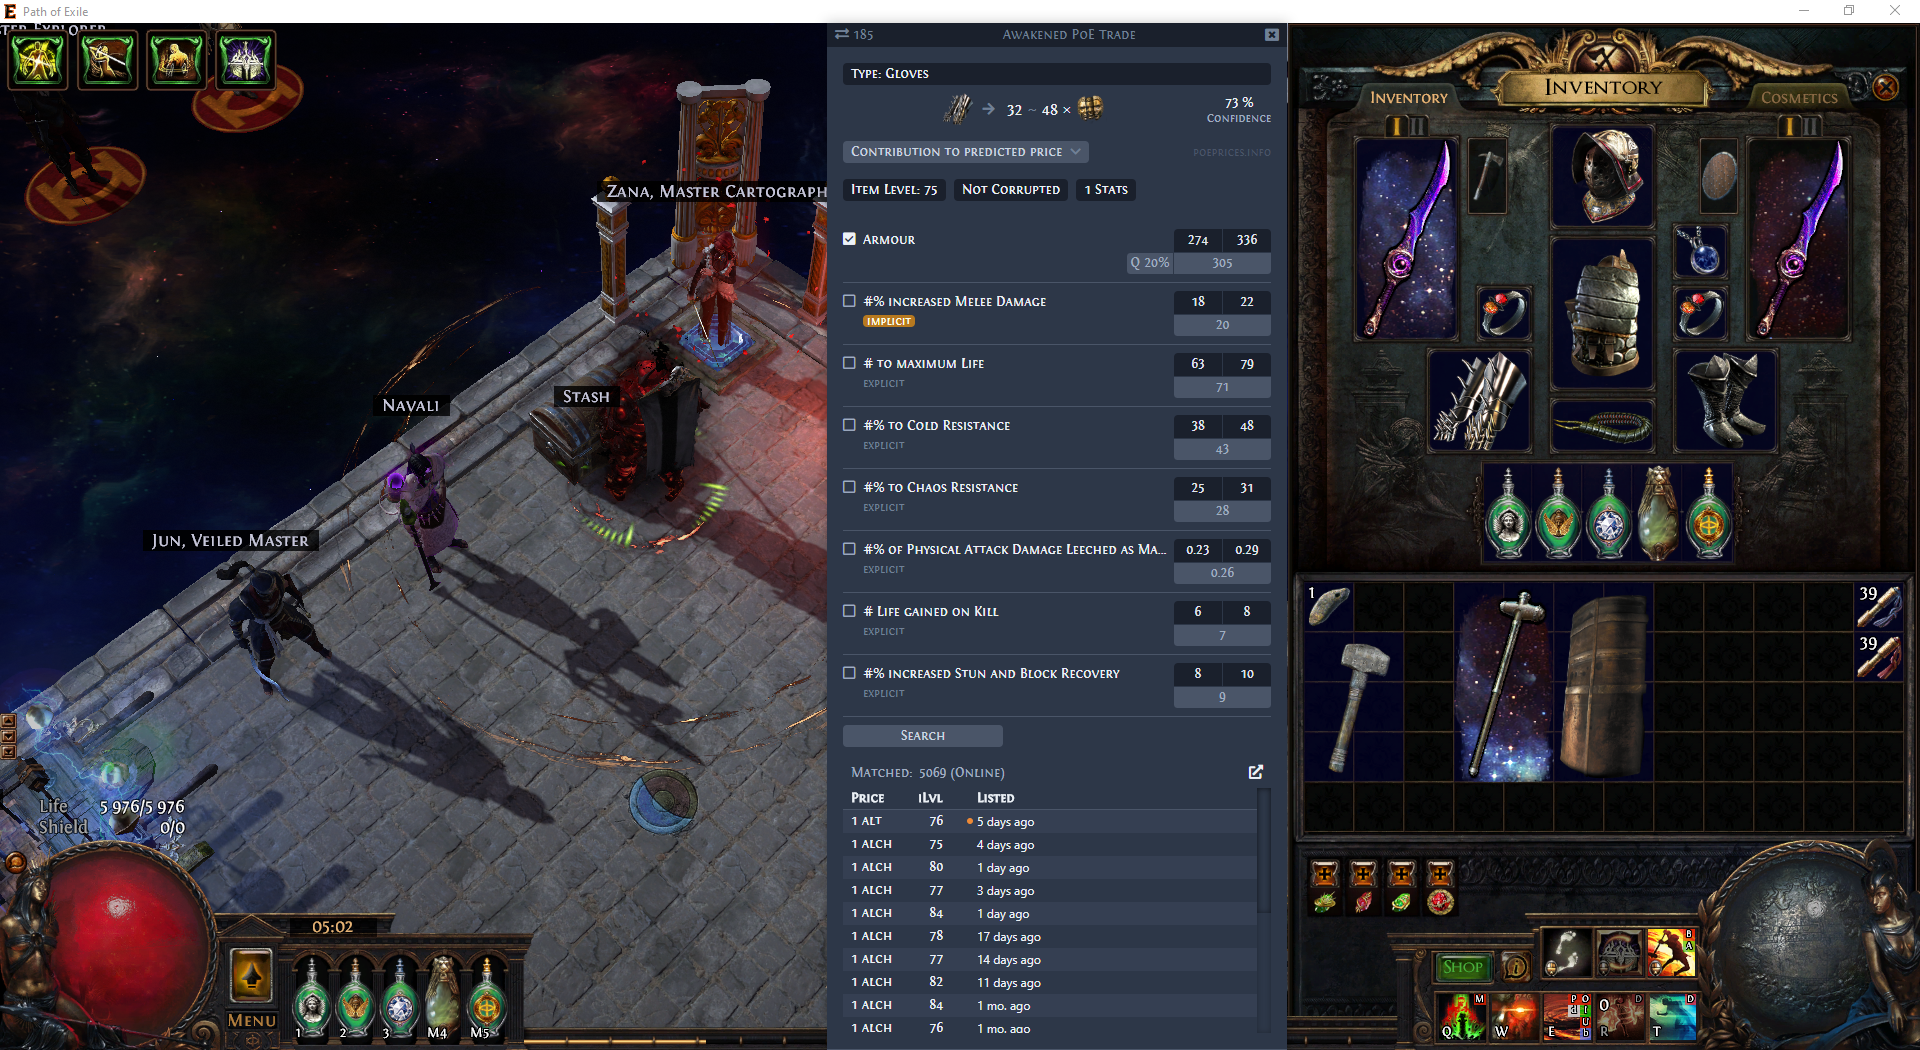 Path of Exile
ZANA, MASTER CARTOGRAPH
NAVALI
STASH
JUN, VEILED MASTER
Life 5 976/5 976
Shield 0/0
05:02
MENU
1
2
3
M4
M5
185
AWAKENED POE TRADE
TYPE: GLOVES
32 ~ 48 ×
73 %
CONFIDENCE
CONTRIBUTION TO PREDICTED PRICE
POEPRICES.INFO
ITEM LEVEL: 75
NOT CORRUPTED
1 STATS
ARMOUR 274 336
Q 20% 305
#% INCREASED MELEE DAMAGE 18 22
IMPLICIT 20
# TO MAXIMUM LIFE 63 79
EXPLICIT 71
#% TO COLD RESISTANCE 38 48
EXPLICIT 43
#% TO CHAOS RESISTANCE 25 31
EXPLICIT 28
#% OF PHYSICAL ATTACK DAMAGE LEECHED AS MA... 0.23 0.29
EXPLICIT 0.26
# LIFE GAINED ON KILL 6 8
EXPLICIT 7
#% INCREASED STUN AND BLOCK RECOVERY 8 10
EXPLICIT 9
SEARCH
MATCHED: 5069 (ONLINE)
PRICE ILVL LISTED
1 ALT 76 5 days ago
1 ALCH 75 4 days ago
1 ALCH 80 1 day ago
1 ALCH 77 3 days ago
1 ALCH 84 1 day ago
1 ALCH 78 17 days ago
1 ALCH 77 14 days ago
1 ALCH 82 11 days ago
1 ALCH 84 1 mo. ago
1 ALCH 76 1 mo. ago
INVENTORY
INVENTORY
COSMETICS
I II
I II
1
39
39
SHOP
B
A
Q M
W
E P O
R O D
T D